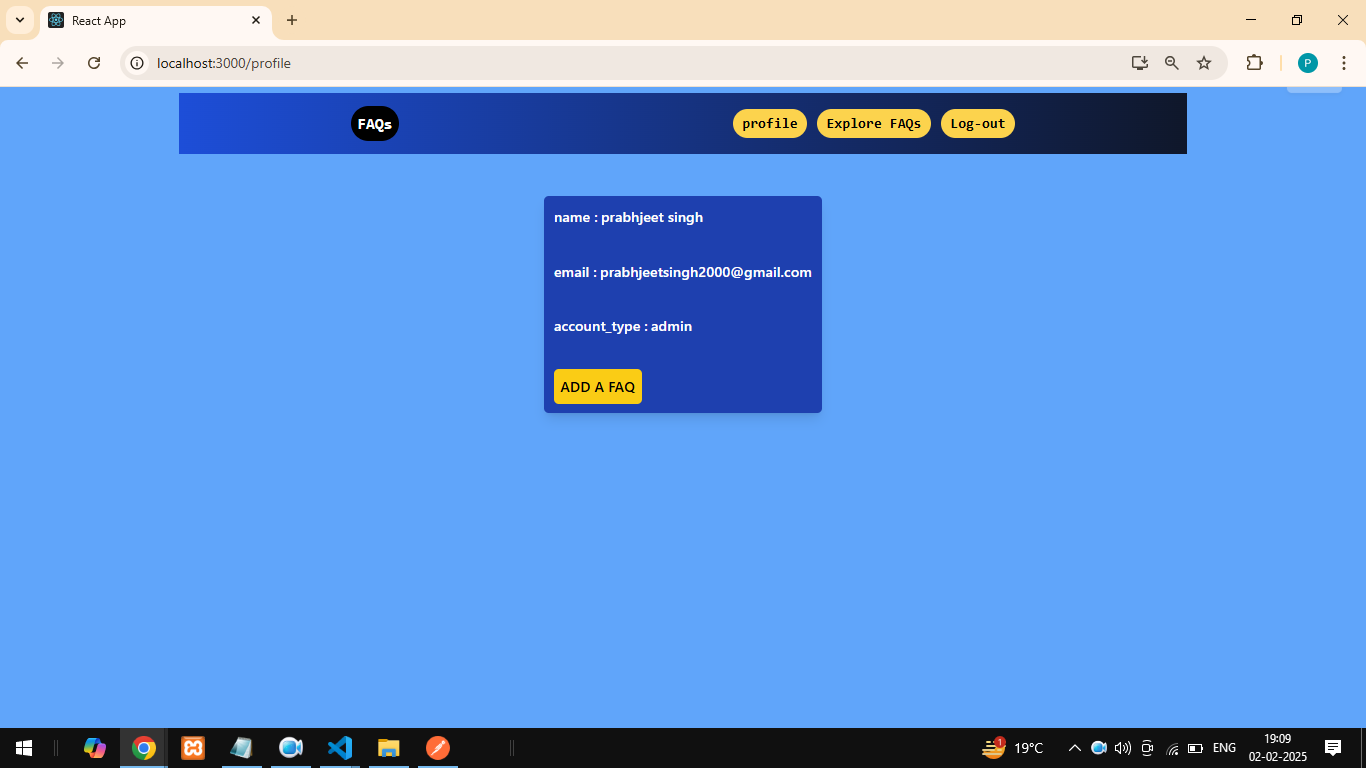 React App
localhost:3000/profile
P
FAQs
profile
Explore FAQs
Log-out
name : prabhjeet singh
email : prabhjeetsingh2000@gmail.com
account_type : admin
ADD A FAQ
1
19°C
ENG
19:09
02-02-2025